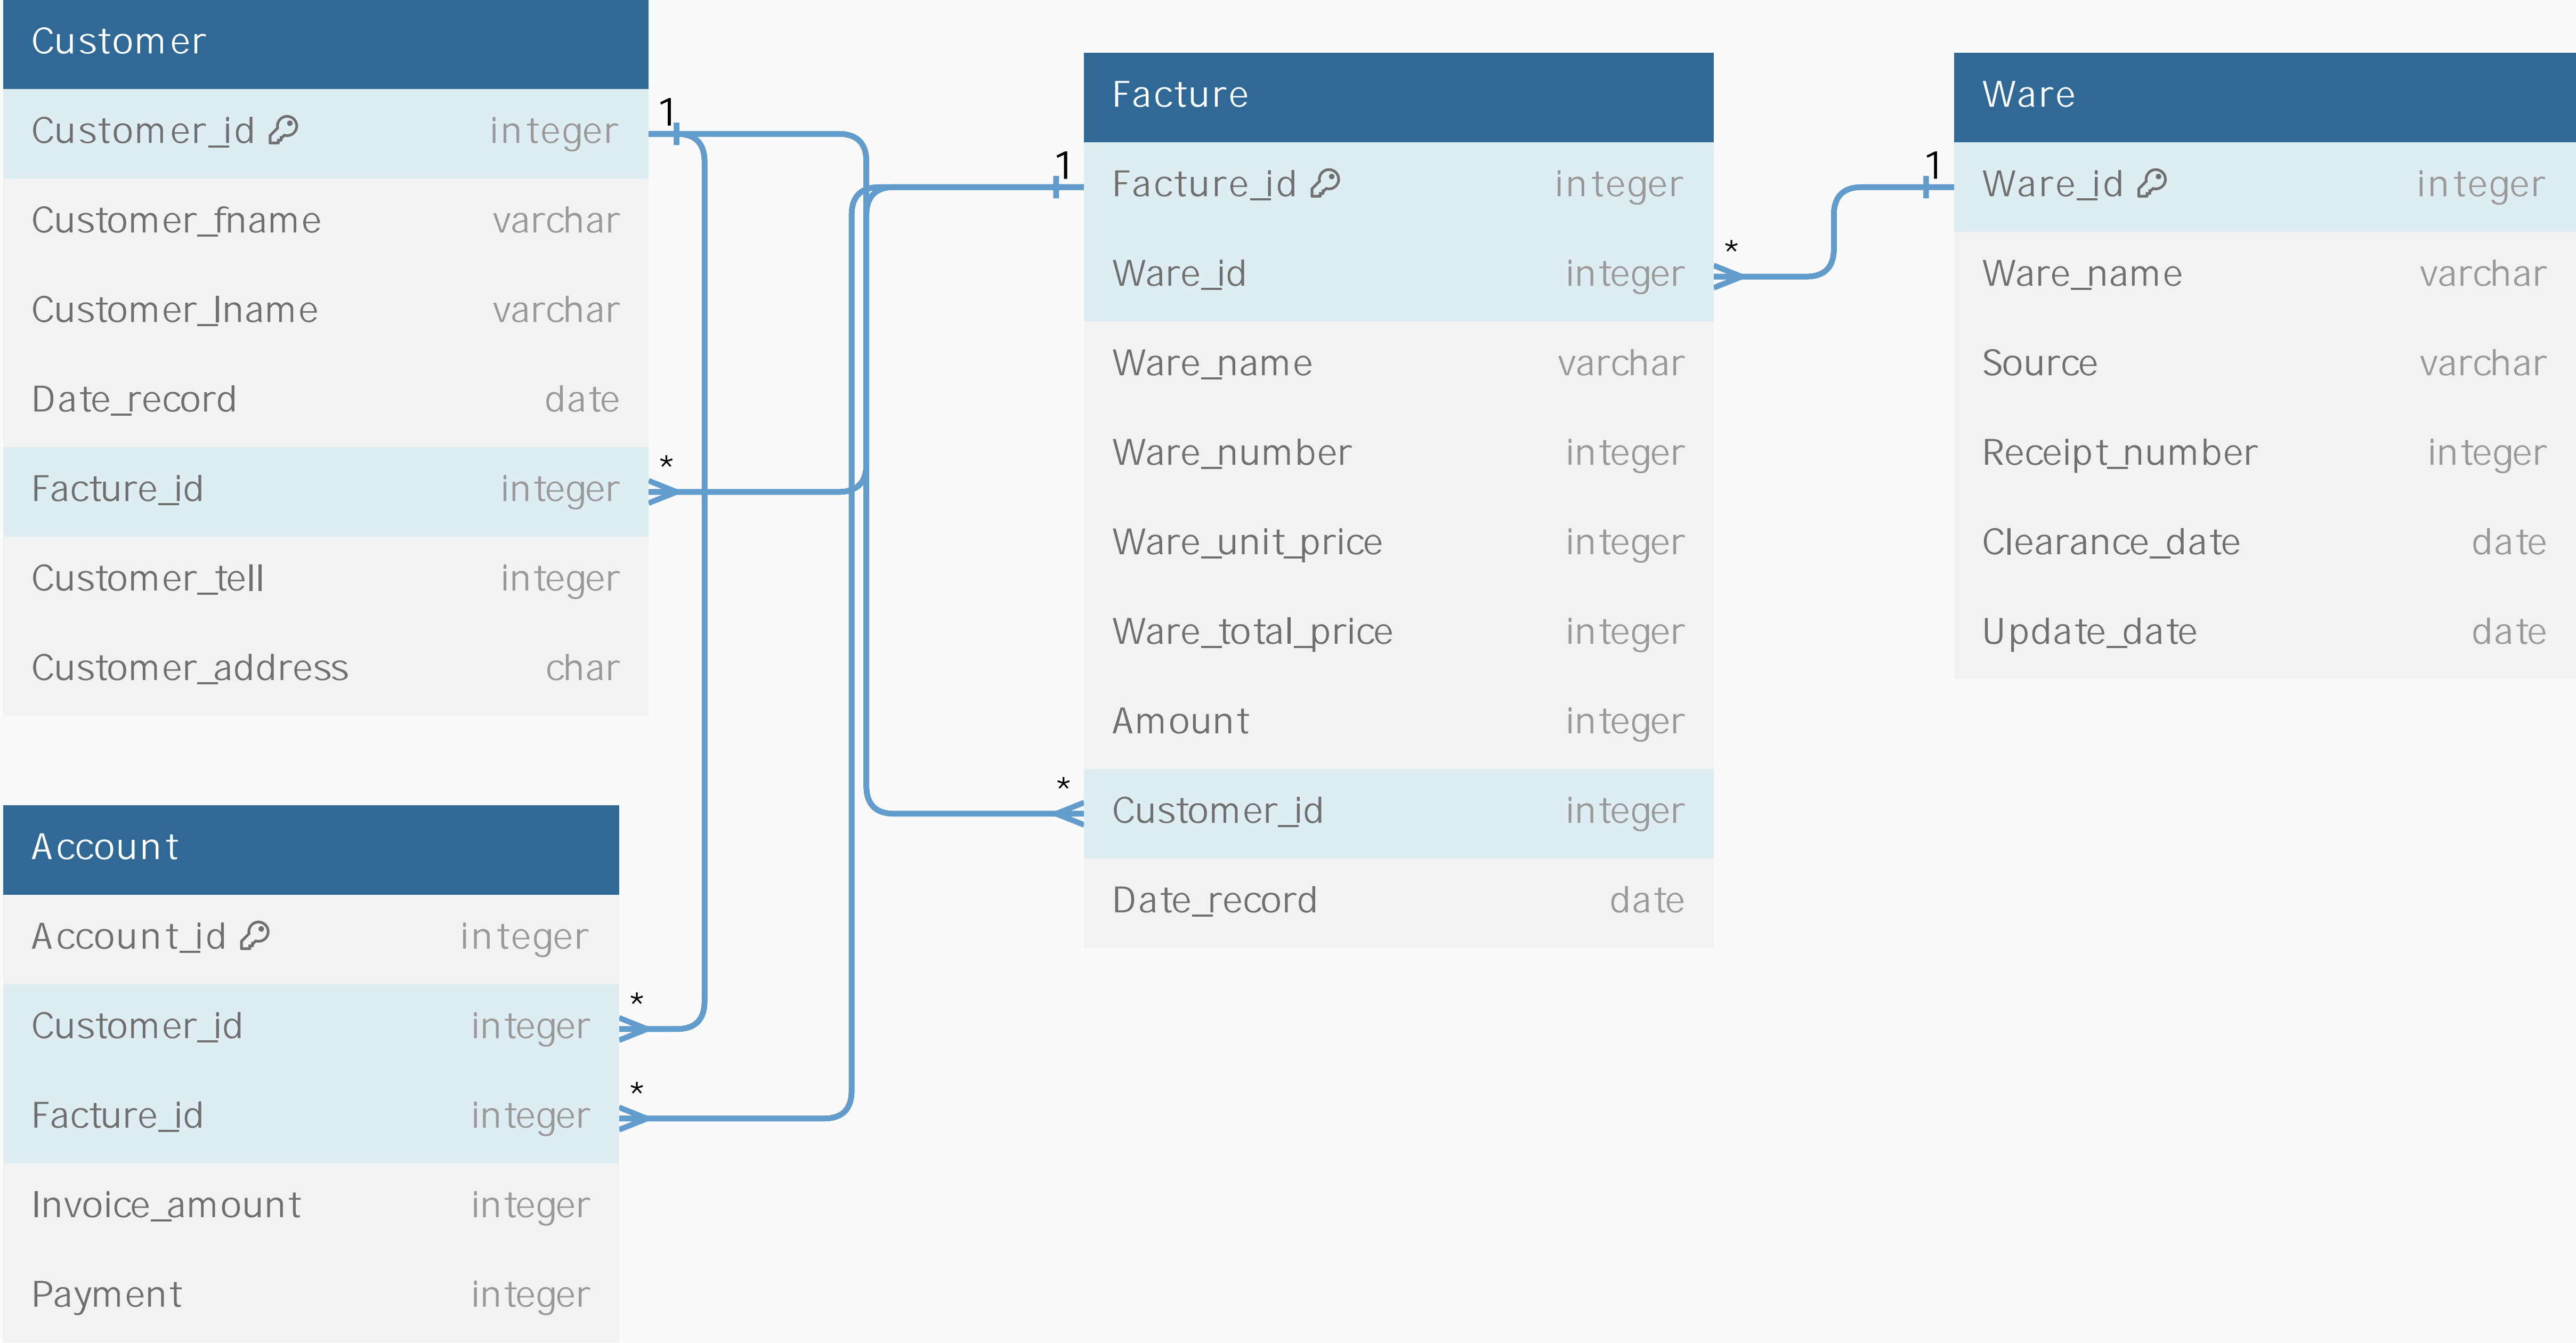 Customer
Customer_id integer
Customer_fname varchar
Customer_lname varchar
Date_record date
Facture_id integer
Customer_tell integer
Customer_address char
1
*
Account
Account_id integer
Customer_id integer
Facture_id integer
Invoice_amount integer
Payment integer
*
*
1
*
Facture
Facture_id integer
Ware_id integer
Ware_name varchar
Ware_number integer
Ware_unit_price integer
Ware_total_price integer
Amount integer
Customer_id integer
Date_record date
*
1
Ware
Ware_id integer
Ware_name varchar
Source varchar
Receipt_number integer
Clearance_date date
Update_date date